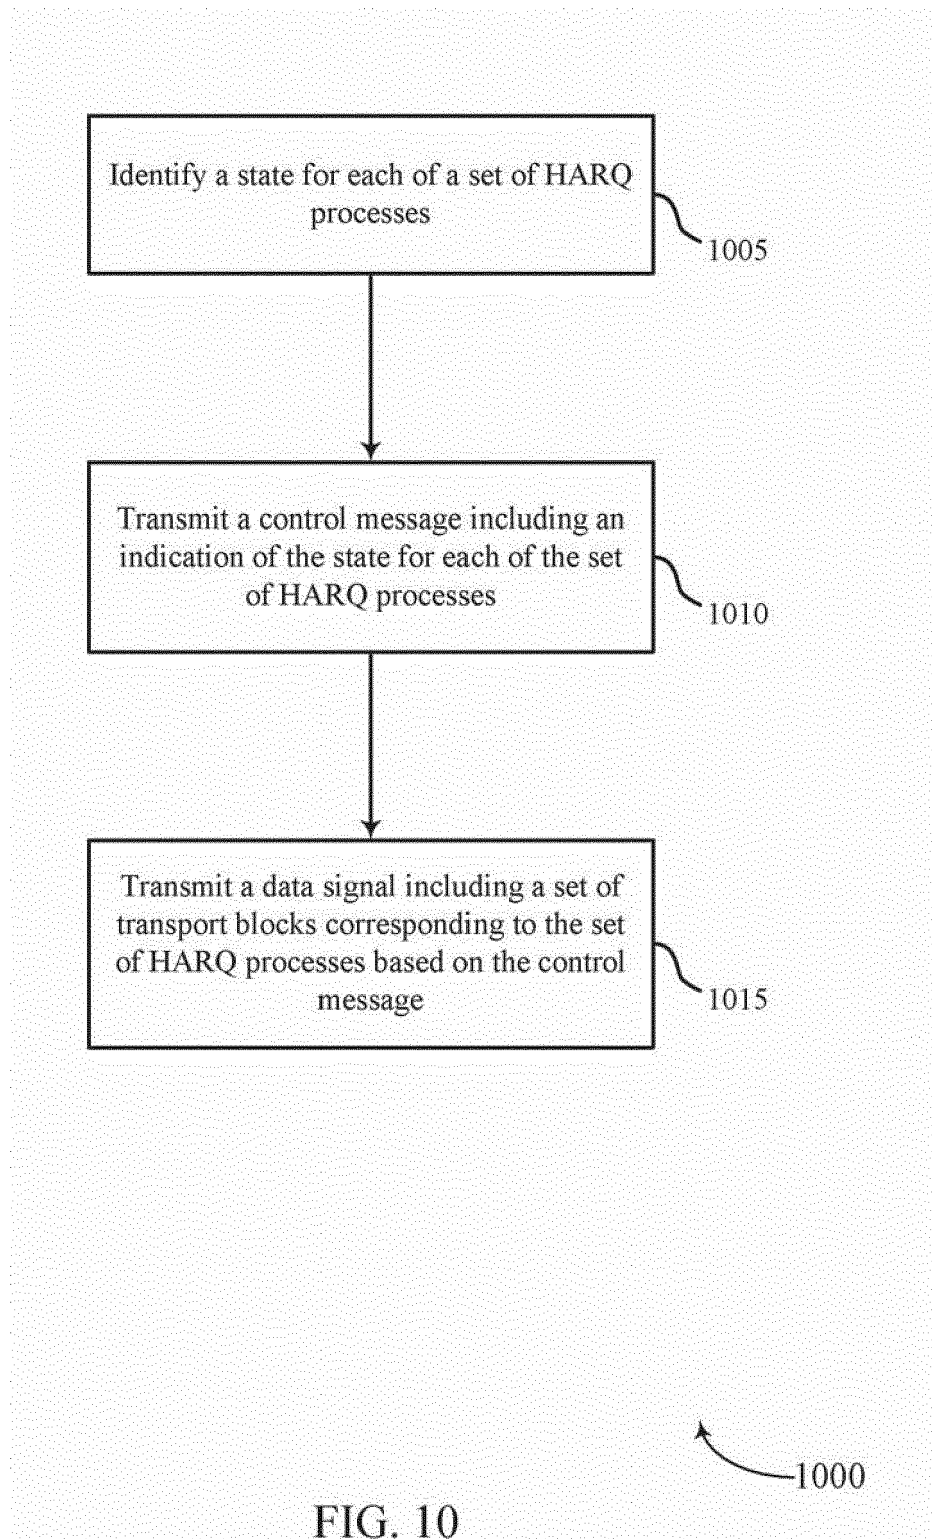 Identify a state for each of a set of HARQ
processes
1005
Transmit a control message including an
indication of the state for each of the set
of HARQ processes
1010
Transmit a data signal including a set of
transport blocks corresponding to the set
of HARQ processes based on the control
message
1015
1000
FIG. 10